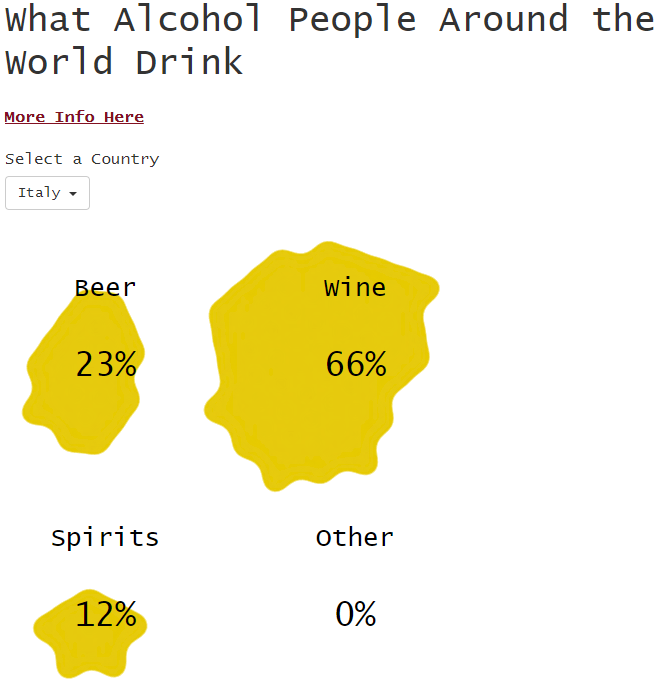 What Alcohol People Around the
World Drink
More Info Here
Select a Country
Italy
Beer
Wine
23%
66%
Spirits
Other
12%
0%